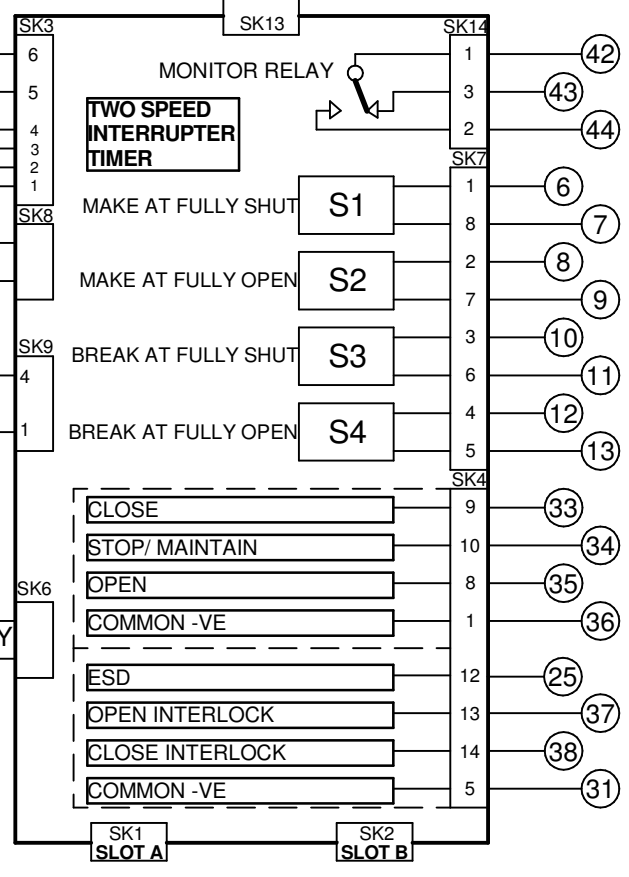 SK3
SK13
SK14
6
MONITOR RELAY
1
42
5
3
43
TWO SPEED
INTERRUPTER
TIMER
4
3
2
1
2
44
SK7
MAKE AT FULLY SHUT
S1
1
6
8
7
SK8
MAKE AT FULLY OPEN
S2
2
8
7
9
SK9
4
1
BREAK AT FULLY SHUT
S3
3
10
6
11
BREAK AT FULLY OPEN
S4
4
12
5
13
SK4
CLOSE
9
33
STOP/ MAINTAIN
10
34
SK6
OPEN
8
35
Y
COMMON -VE
1
36
ESD
12
25
OPEN INTERLOCK
13
37
CLOSE INTERLOCK
14
38
COMMON -VE
5
31
SK1
SLOT A
SK2
SLOT B